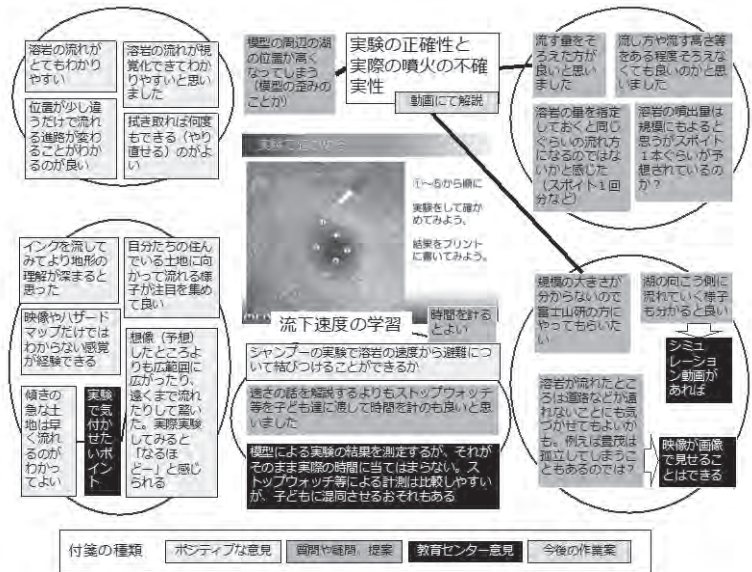 溶岩の流れが
とてもわかり
やすい
溶岩の流れが視
覚化できてわか
りやすいと思い
ました
位置が少し違
うだけで流れ
る進路が変わ
ることがわか
るのが良い
拭き取れば何度
もできる（やり
直せる）のがよ
い
模型の周辺の湖
の位置が高く
なってしまう
（模型の歪みの
ことか）
実験の正確性と
実際の噴火の不確
実性
動画にて解説
流す量をそ
ろえた方が
良いと思い
ました
流し方や流す高さ等
をある程度そろえな
くても良いのかと思
いました
溶岩の量を指定
しておくと同じ
ぐらいの流れ方
になるのではな
いかと感じた
（スポイト1回
分など）
溶岩の噴出量は
規模にもよると
思うがスポイト
1本ぐらいが予
想されているの
か？
①～⑤から順に
実験をして確か
めてみよう。
結果をプリント
に書いてみよう。
インクを流して
みてより地形の
理解が深まると
思った
自分たちの住ん
でいる土地に向
かって流れる様
子が注目を集め
て良い
映像やハザード
マップだけでは
わからない感覚
が経験できる
想像（予想）
したところよ
りも広範囲に
広がったり、
遠くまで流れ
たりして驚い
た。実際実験
してみると
「なるほ
どー」と感じ
られる
傾きの
急な土
地は早
く流れ
るのが
わかっ
てよい
実験
で気
付か
せた
いポ
イン
ト
流下速度の学習
時間を計る
とよい
シャンプーの実験で溶岩の速度から避難につ
いて結びつけることができるか
速さの話を解説するよりもストップウォッチ
等を子ども達に渡して時間を計のも良いと思
いました
模型による実験の結果を測定するが、それが
そのまま実際の時間に当てはまらない。ス
トップウォッチ等による計測は比較しやすい
が、子どもに混同させるおそれもある
規模の大きさが
分からないので
富士山研の方に
やってもらいた
い
湖の向こう側に
流れていく様子
も分かると良い
シミュ
レーショ
ン動画が
あれば
溶岩が流れたとこ
ろは道路などが通
れないことにも気
づかせてもよいが
も。例えば豊茂は
孤立してしまうこ
ともあるのでは？
映像か画像
で見せるこ
とはできる
付箋の種類
ポジティブな意見
質問や疑問、提案
教育センター意見
今後の作業案